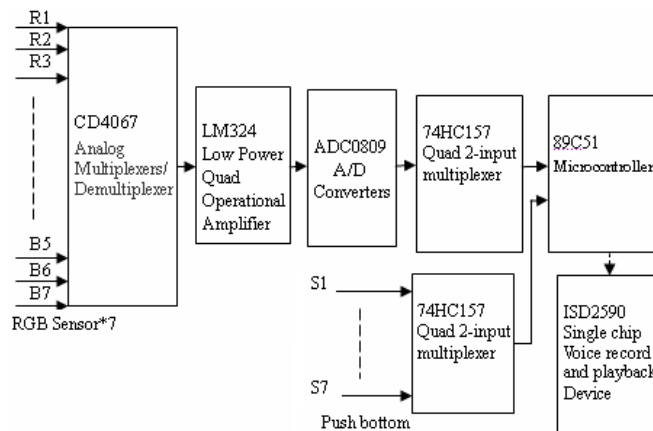 R1
R2
R3
CD4067
Analog
Multiplexers/
Demultiplexer
B5
B6
B7
RGB Sensor*7
LM324
Low Power
Quad
Operational
Amplifier
ADC0809
A/D
Converters
74HC157
Quad 2-input
multiplexer
89C51
Microcontroller
S1
S7
Push bottom
74HC157
Quad 2-input
multiplexer
ISD2590
Single chip
Voice record
and playback
Device